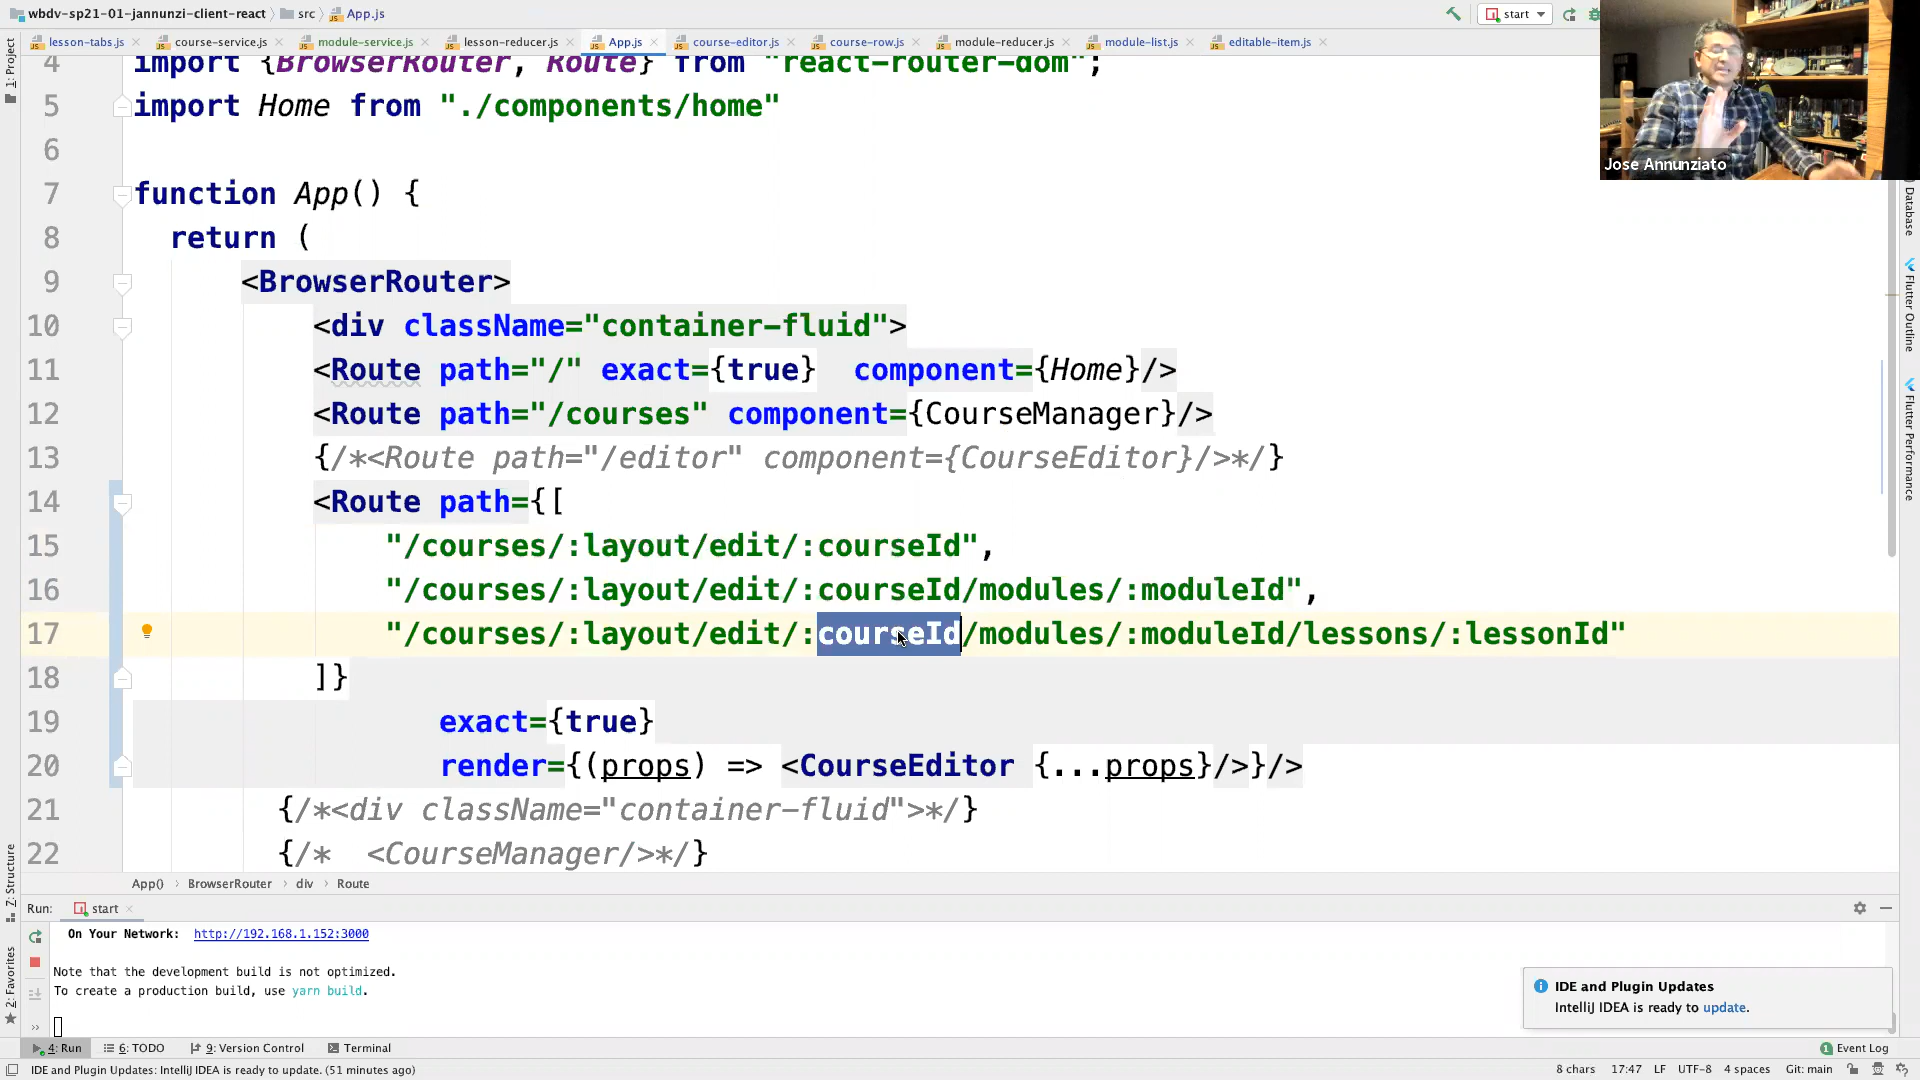 wbdv-sp21-01-jannunzi-client-react src App.js start
lesson-tabs.js course-service.js module-service.js lesson-reducer.js App.js course-editor.js course-row.js module-reducer.js module-list.js editable-item.js
1: Project
4 import {BrowserRouter, Route} from "react-router-dom";
5 import Home from "./components/home"
6
7 function App() {
8 return (
9 <BrowserRouter>
10 <div className="container-fluid">
11 <Route path="/" exact={true} component={Home}/>
12 <Route path="/courses" component={CourseManager}/>
13 {/*<Route path="/editor" component={CourseEditor}/>*/}
14 <Route path={[
15 "/courses/:layout/edit/:courseId",
16 "/courses/:layout/edit/:courseId/modules/:moduleId",
17 "/courses/:layout/edit/:courseId/modules/:moduleId/lessons/:lessonId"
18 ]}
19 exact={true}
20 render={(props) => <CourseEditor {...props}/>}/>
21 {/*<div className="container-fluid">*/}
22 {/* <CourseManager/>*/}
Jose Annunziato
Database
Flutter Outline
Flutter Performance
App() BrowserRouter div Route
Z: Structure
2: Favorites
Run: start
On Your Network: http://192.168.1.152:3000
Note that the development build is not optimized.
To create a production build, use yarn build.
IDE and Plugin Updates
IntelliJ IDEA is ready to update.
4: Run 6: TODO 9: Version Control Terminal 1 Event Log
IDE and Plugin Updates: IntelliJ IDEA is ready to update. (51 minutes ago) 8 chars 17:47 LF UTF-8 4 spaces Git: main